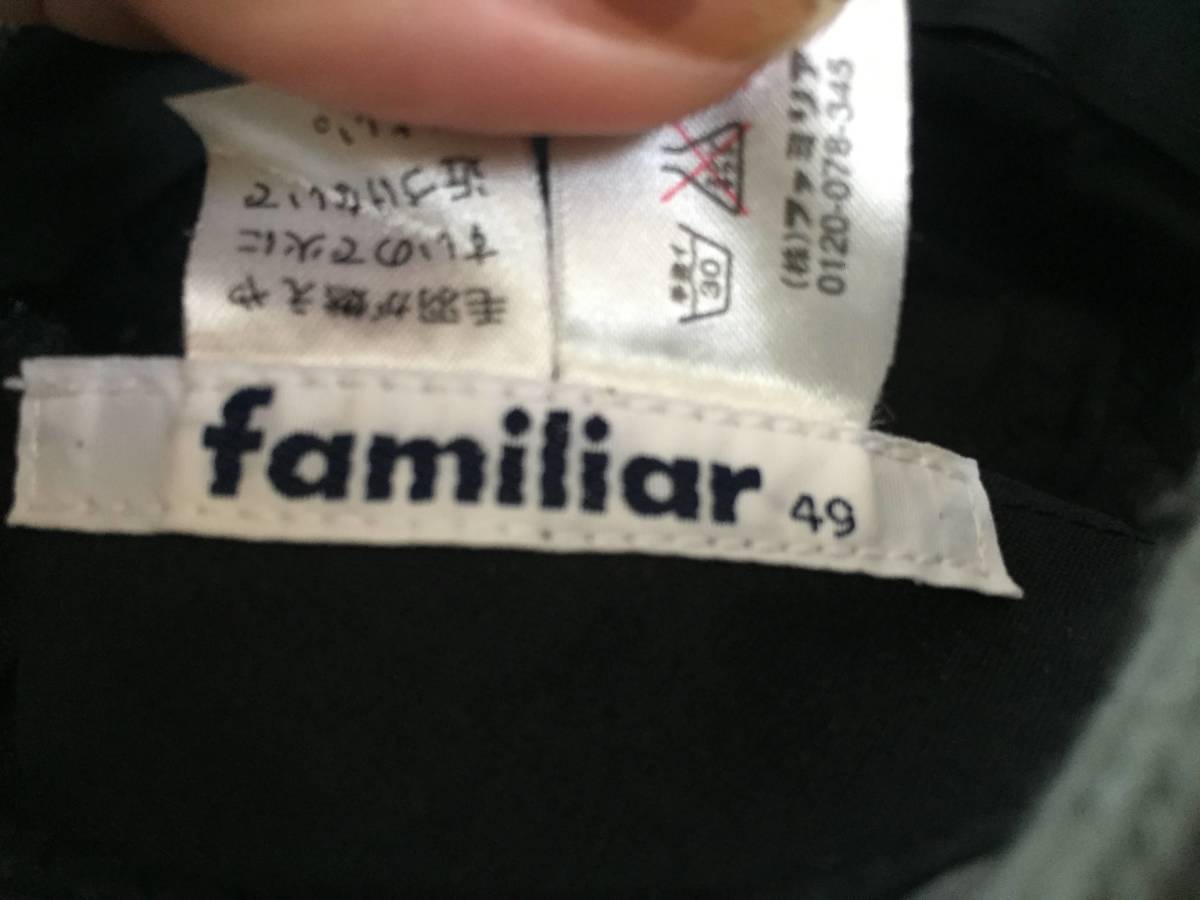 familiar 49
毛羽が燃えや
すいので火に
近づけないで
(株)ファミリア
0120-078-345
手洗イ
30